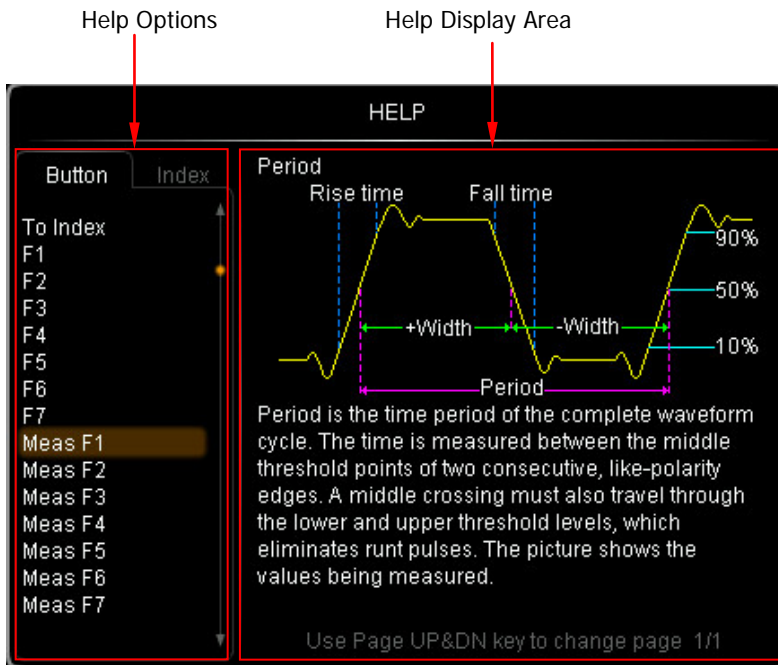 Help Options
Help Display Area
HELP
Button
Index
To Index
F1
F2
F3
F4
F5
F6
F7
Meas F1
Meas F2
Meas F3
Meas F4
Meas F5
Meas F6
Meas F7
Period
Rise time
Fall time
90%
50%
+Width
-Width
10%
Period
Period is the time period of the complete waveform
cycle. The time is measured between the middle
threshold points of two consecutive, like-polarity
edges. A middle crossing must also travel through
the lower and upper threshold levels, which
eliminates runt pulses. The picture shows the
values being measured.
Use Page UP&DN key to change page 1/1